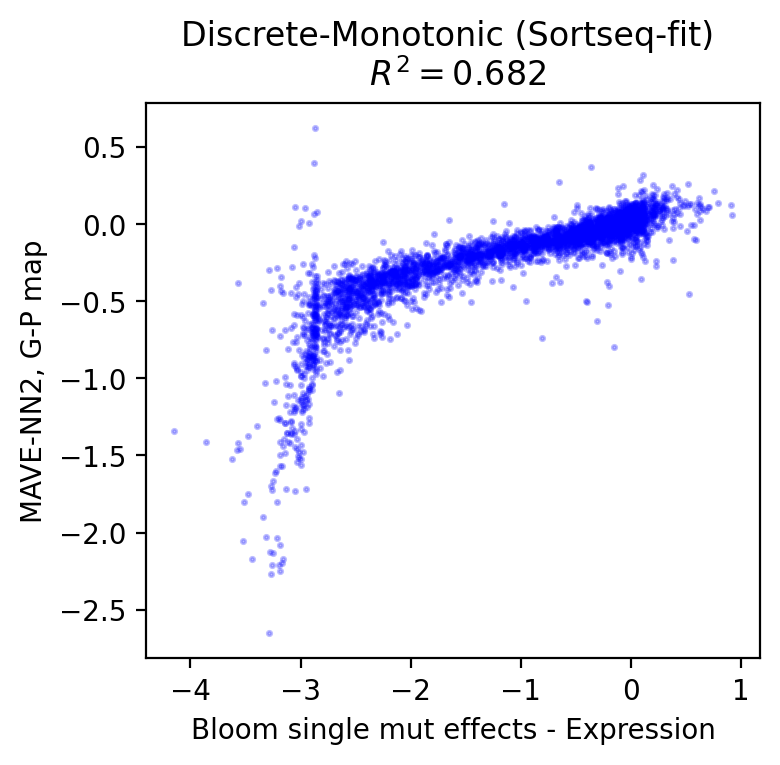 Discrete-Monotonic (Sortseq-fit)
R² = 0.682
MAVE-NN2, G-P map
0.5
0.0
−0.5
−1.0
−1.5
−2.0
−2.5
−4 −3 −2 −1 0 1
Bloom single mut effects - Expression